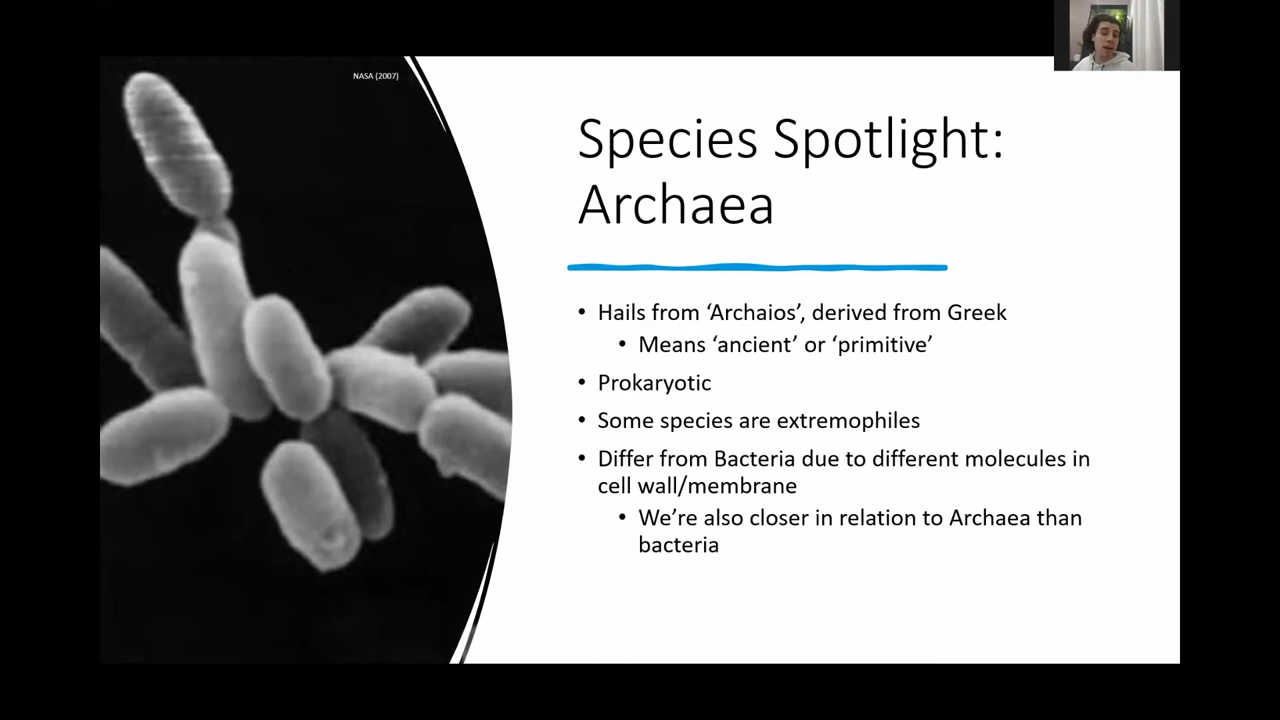 NASA (2007)
Species Spotlight:
Archaea
• Hails from ‘Archaios’, derived from Greek
• Means ‘ancient’ or ‘primitive’
• Prokaryotic
• Some species are extremophiles
• Differ from Bacteria due to different molecules in
cell wall/membrane
• We’re also closer in relation to Archaea than
bacteria